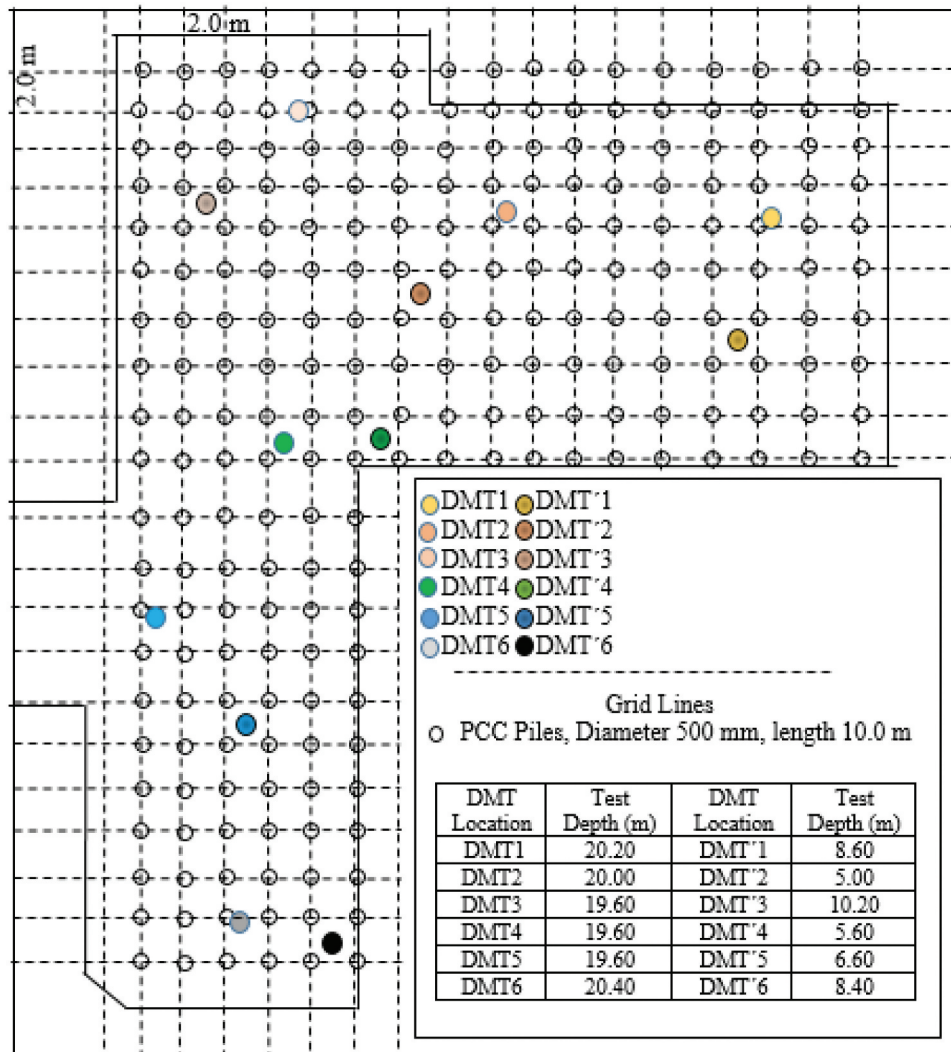 2.0 m
2.0 m
DMT1 DMT´1
DMT2 DMT´2
DMT3 DMT´3
DMT4 DMT´4
DMT5 DMT´5
DMT6 DMT´6
Grid Lines
PCC Piles, Diameter 500 mm, length 10.0 m
DMT Test DMT Test
Location Depth (m) Location Depth (m)
DMT1 20.20 DMT´1 8.60
DMT2 20.00 DMT´2 5.00
DMT3 19.60 DMT´3 10.20
DMT4 19.60 DMT´4 5.60
DMT5 19.60 DMT´5 6.60
DMT6 20.40 DMT´6 8.40